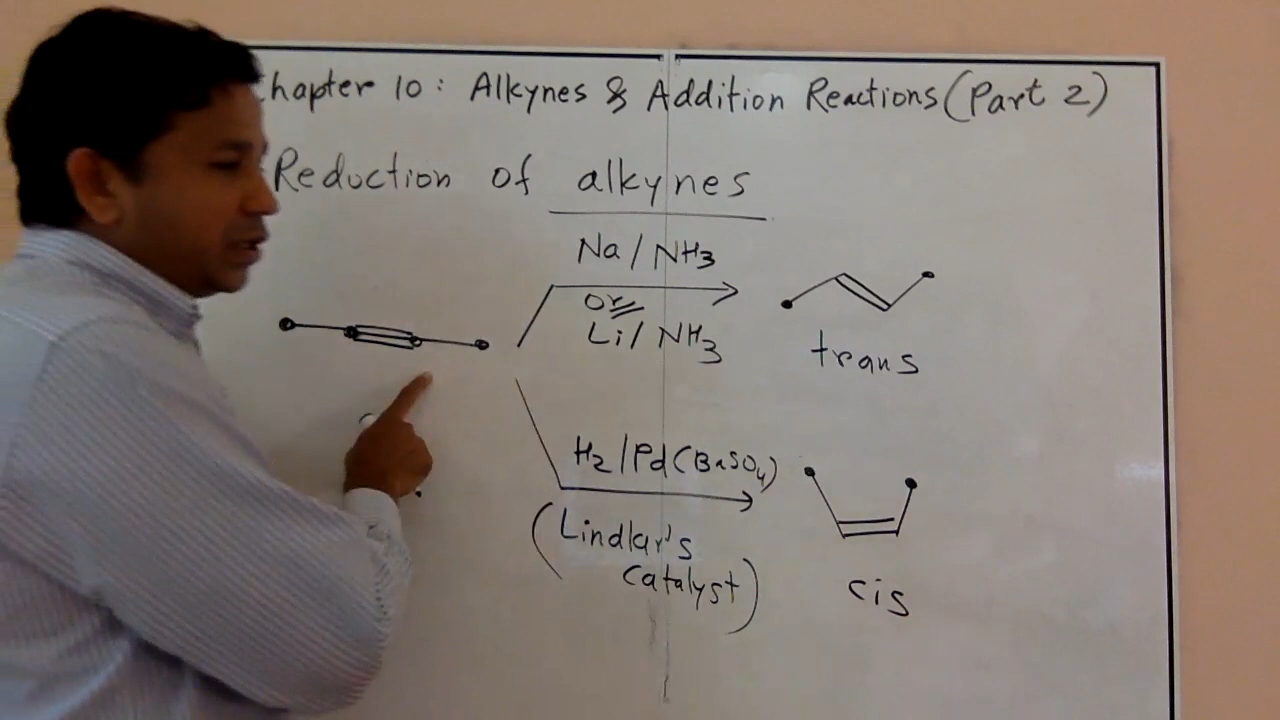 Chapter 10: Alkynes & Addition Reactions (Part 2)
Reduction of alkynes
Na / NH3
or
Li / NH3
trans
H2 / Pd (BaSO4)
(Lindlar's
Catalyst)
cis